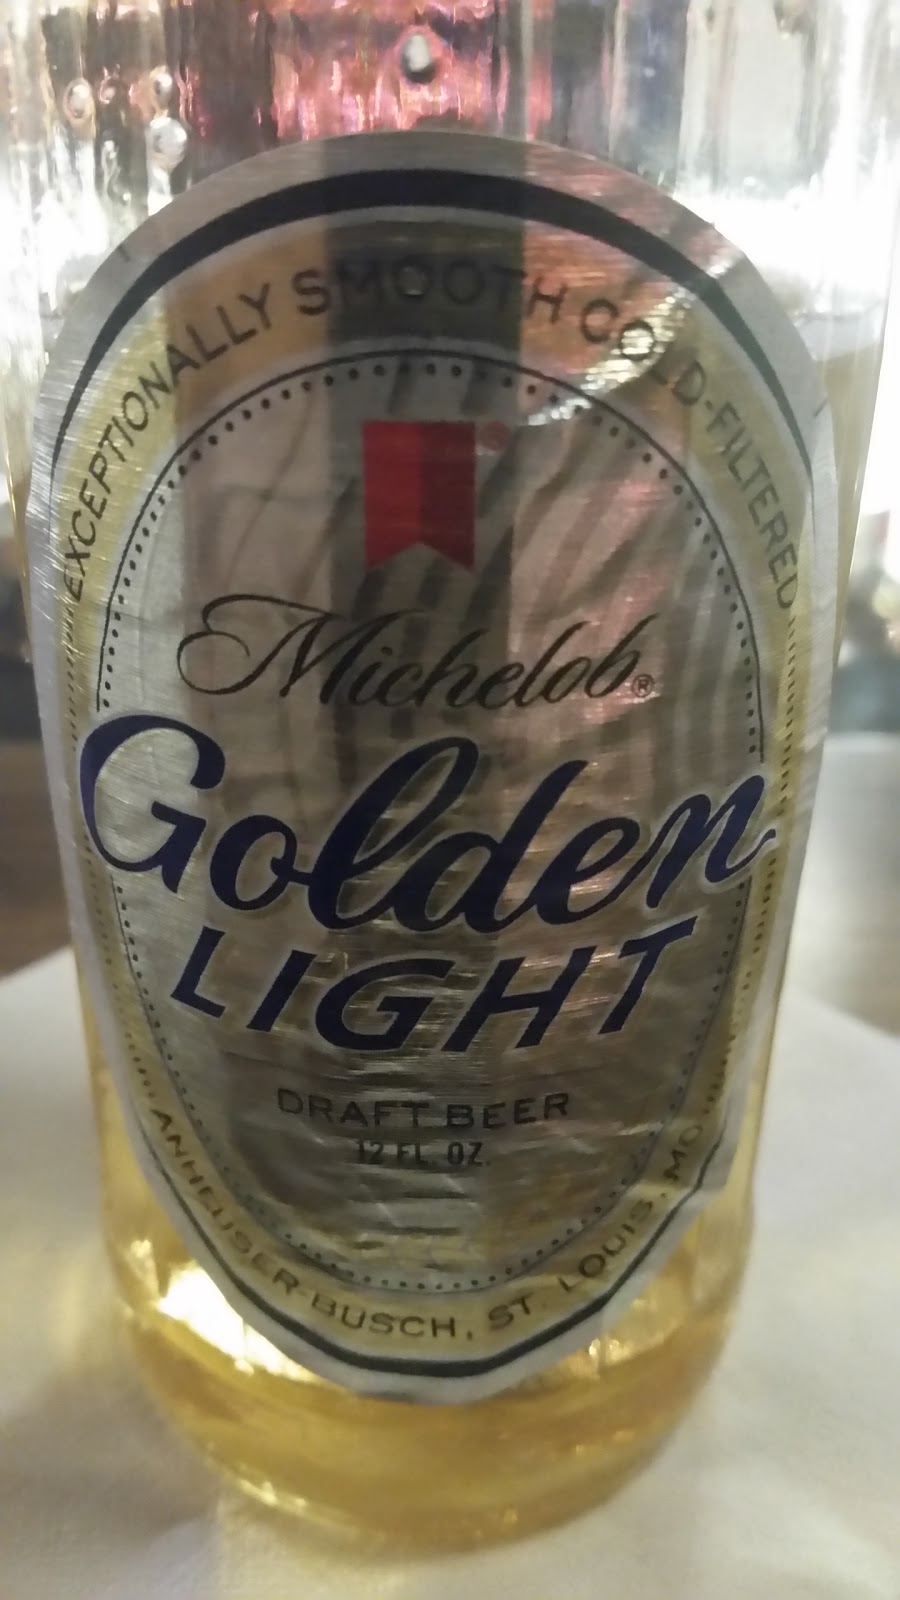 EXCEPTIONALLY SMOOTH COLD-FILTERED
®
Michelob®
Golden
LIGHT
DRAFT BEER
12 FL. OZ.
ANHEUSER-BUSCH, ST. LOUIS, MO